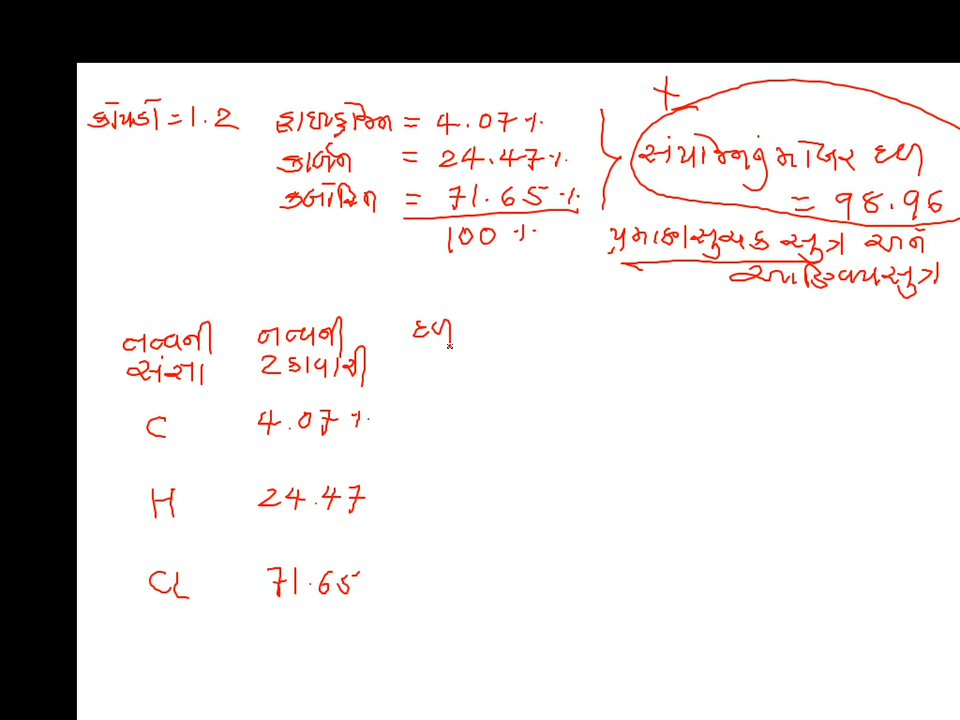 કોયડો = 1.2
હાઇડ્રોજન = 4.07 %
કાર્બન = 24.47 %
ક્લોરિન = 71.65 %
100 %
સંયોજનનું મોલર દળ
= 98.96
પ્રમાણસૂચક સુત્ર અને
આણ્વિયસુત્ર
તત્વની તત્વની દળ
સંજ્ઞા ટકાવારી
C 4.07 %
H 24.47
Cl 71.65